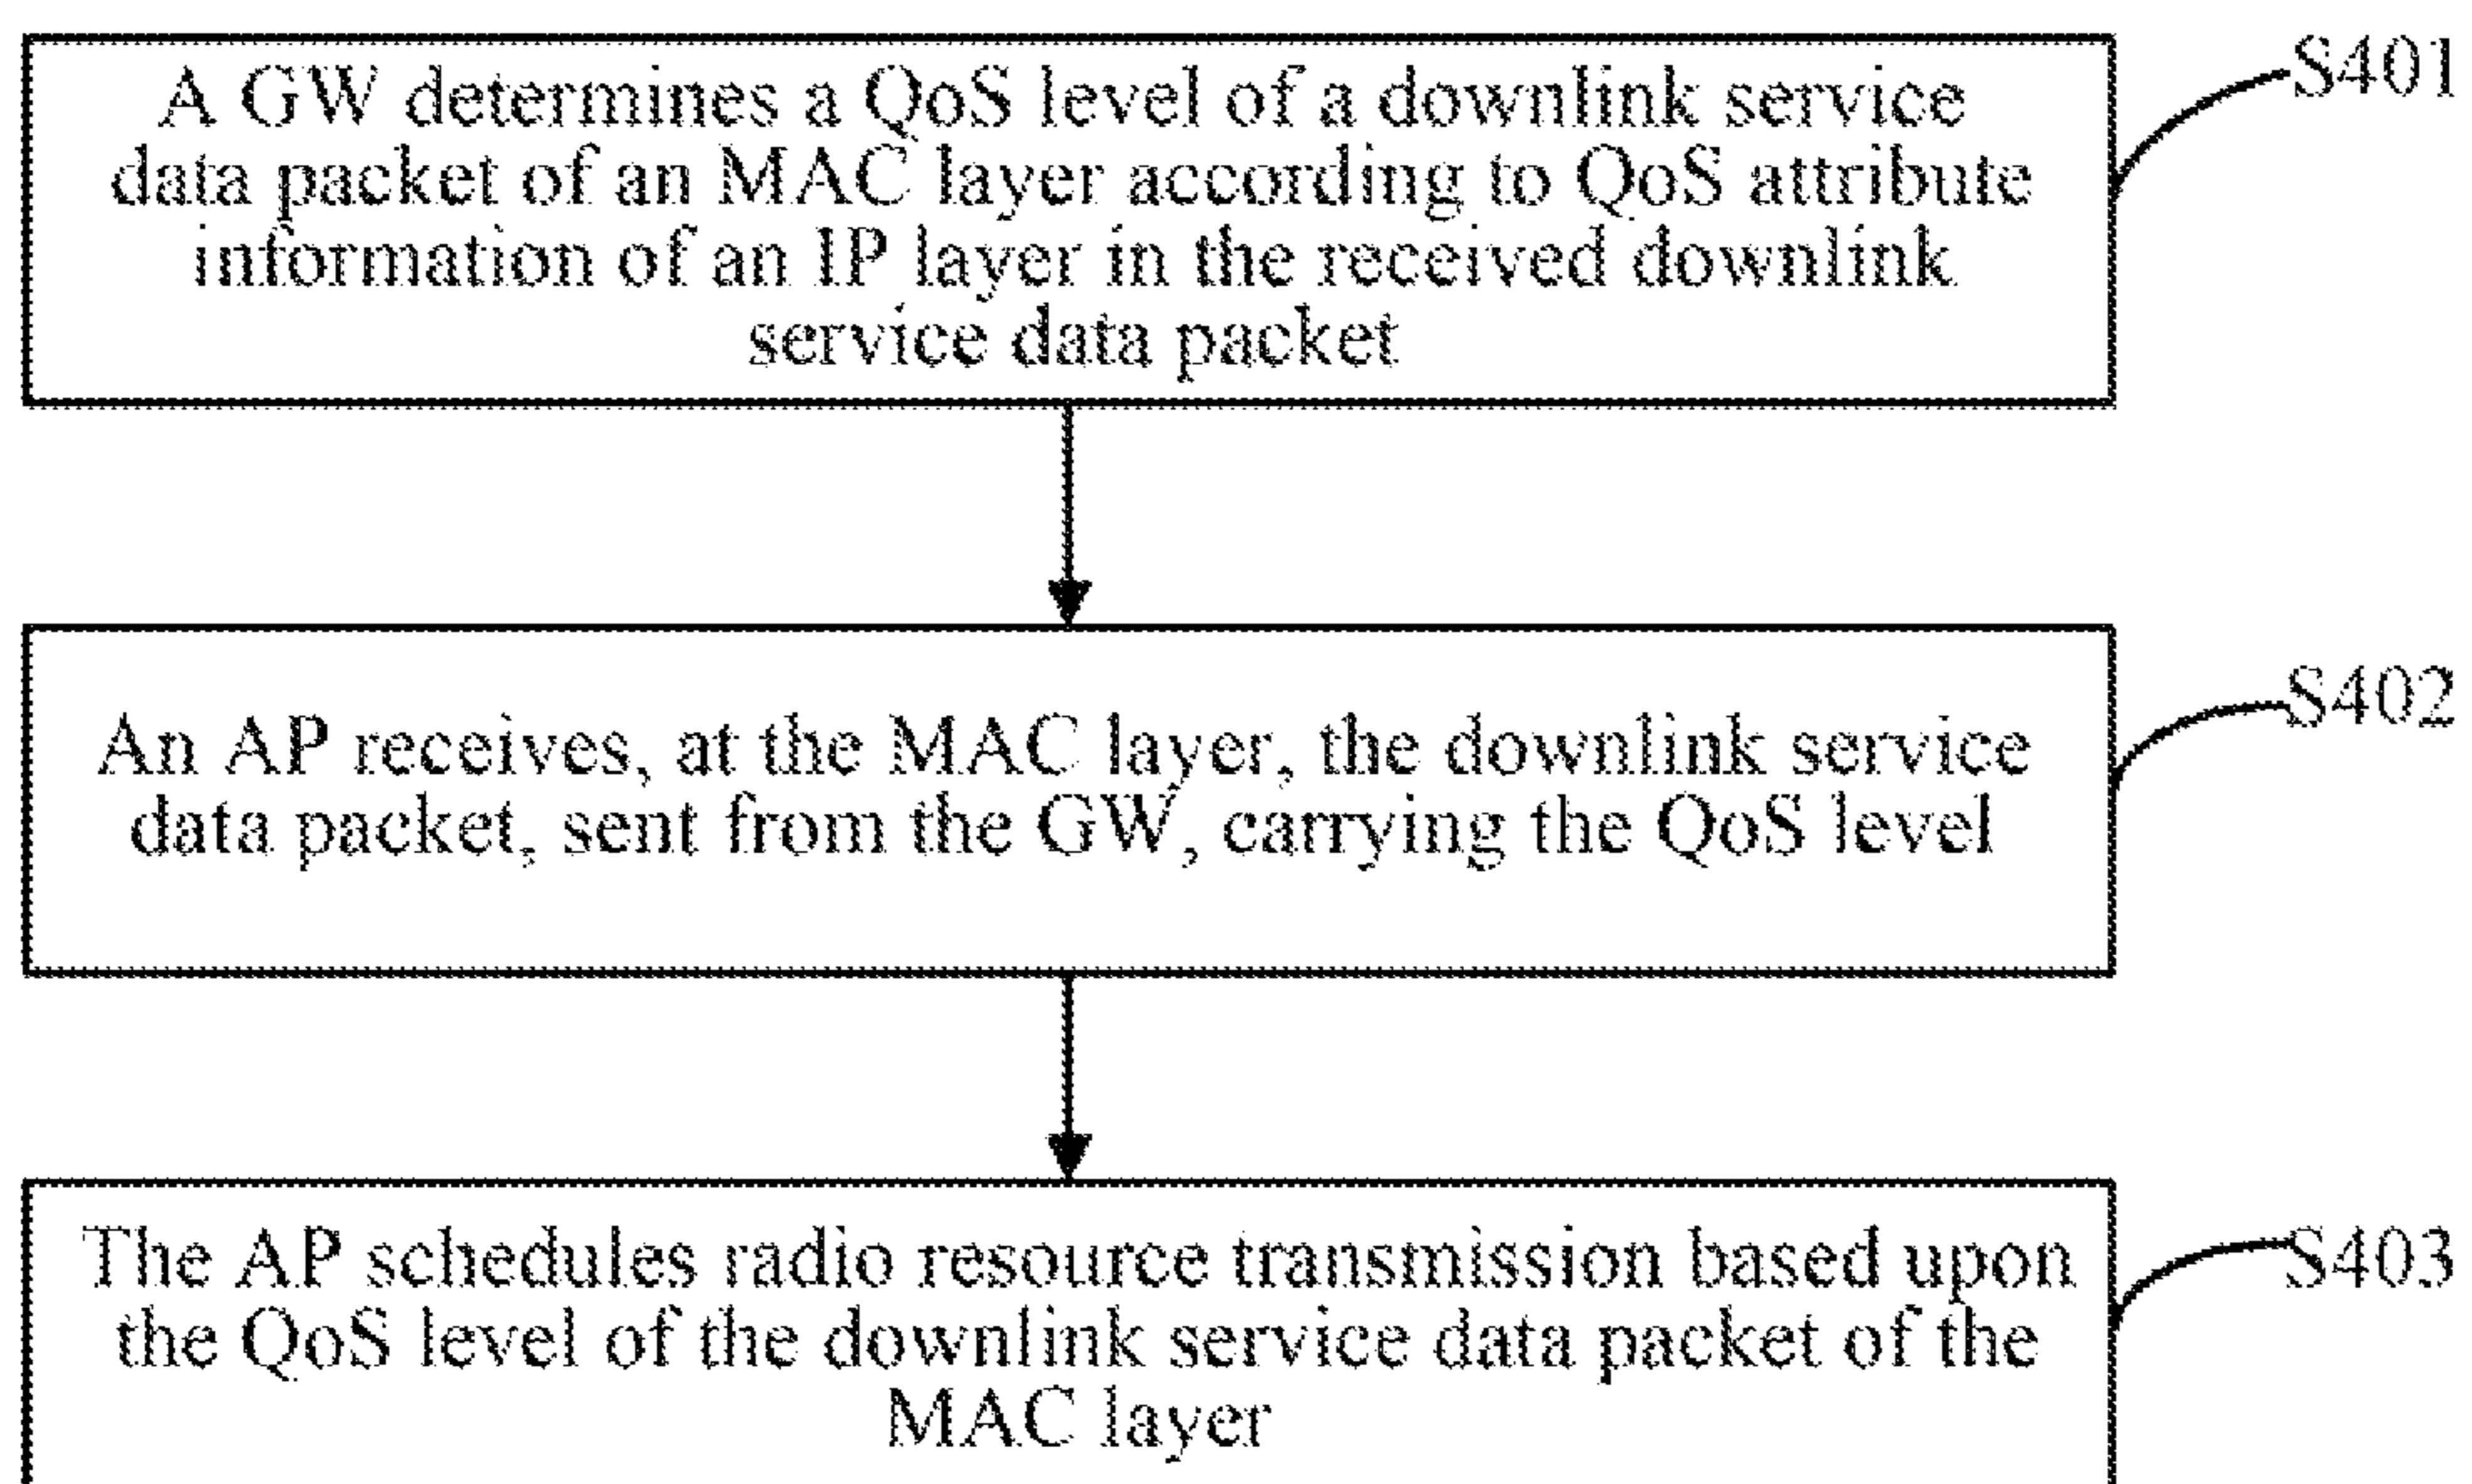 A GW determines a QoS level of a downlink service
data packet of an MAC layer according to QoS attribute
information of an IP layer in the received downlink
service data packet
S401
An AP receives, at the MAC layer, the downlink service
data packet, sent from the GW, carrying the QoS level
S402
The AP schedules radio resource transmission based upon
the QoS level of the downlink service data packet of the
MAC layer
S403